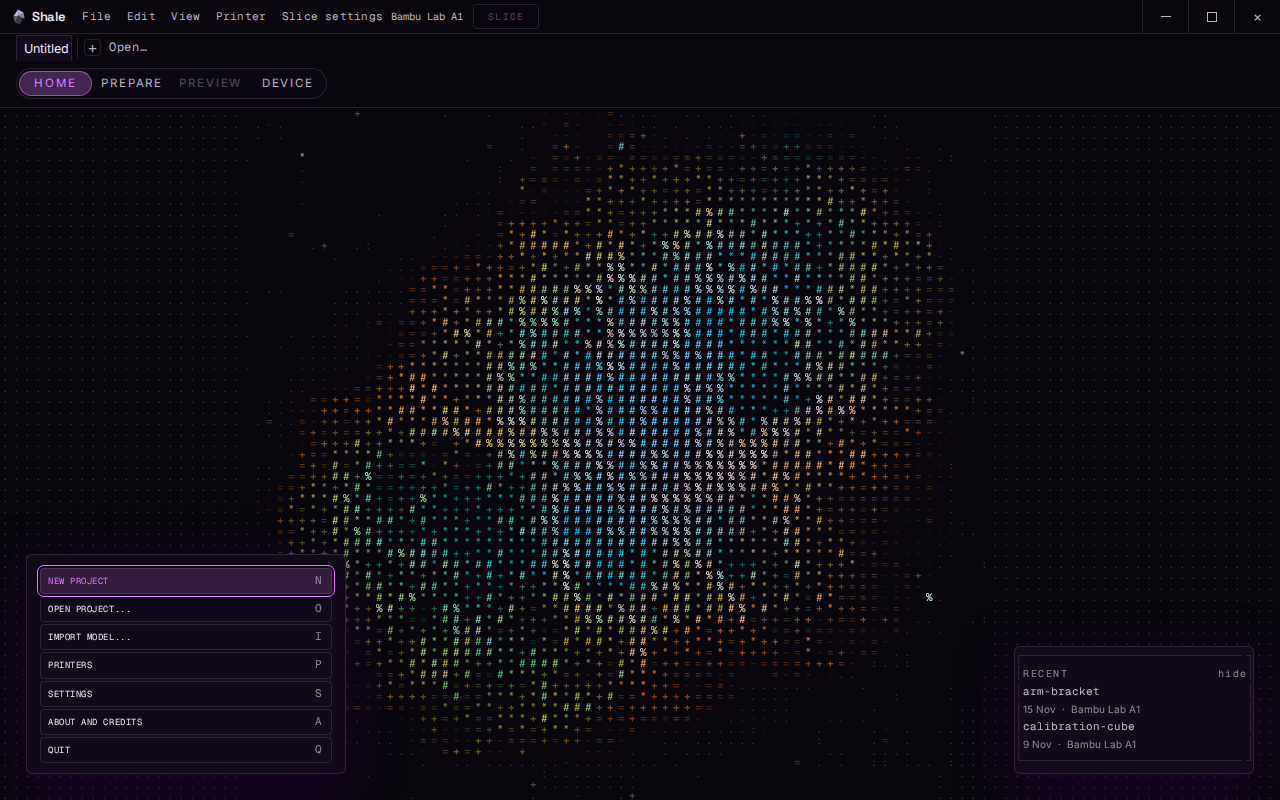 Shale File Edit View Printer Slice settings Bambu Lab A1 SLICE
Untitled + Open…
HOME PREPARE PREVIEW DEVICE
NEW PROJECT N
OPEN PROJECT... O
IMPORT MODEL... I
PRINTERS P
SETTINGS S
ABOUT AND CREDITS A
QUIT Q
RECENT hide
arm-bracket
15 Nov · Bambu Lab A1
calibration-cube
9 Nov · Bambu Lab A1